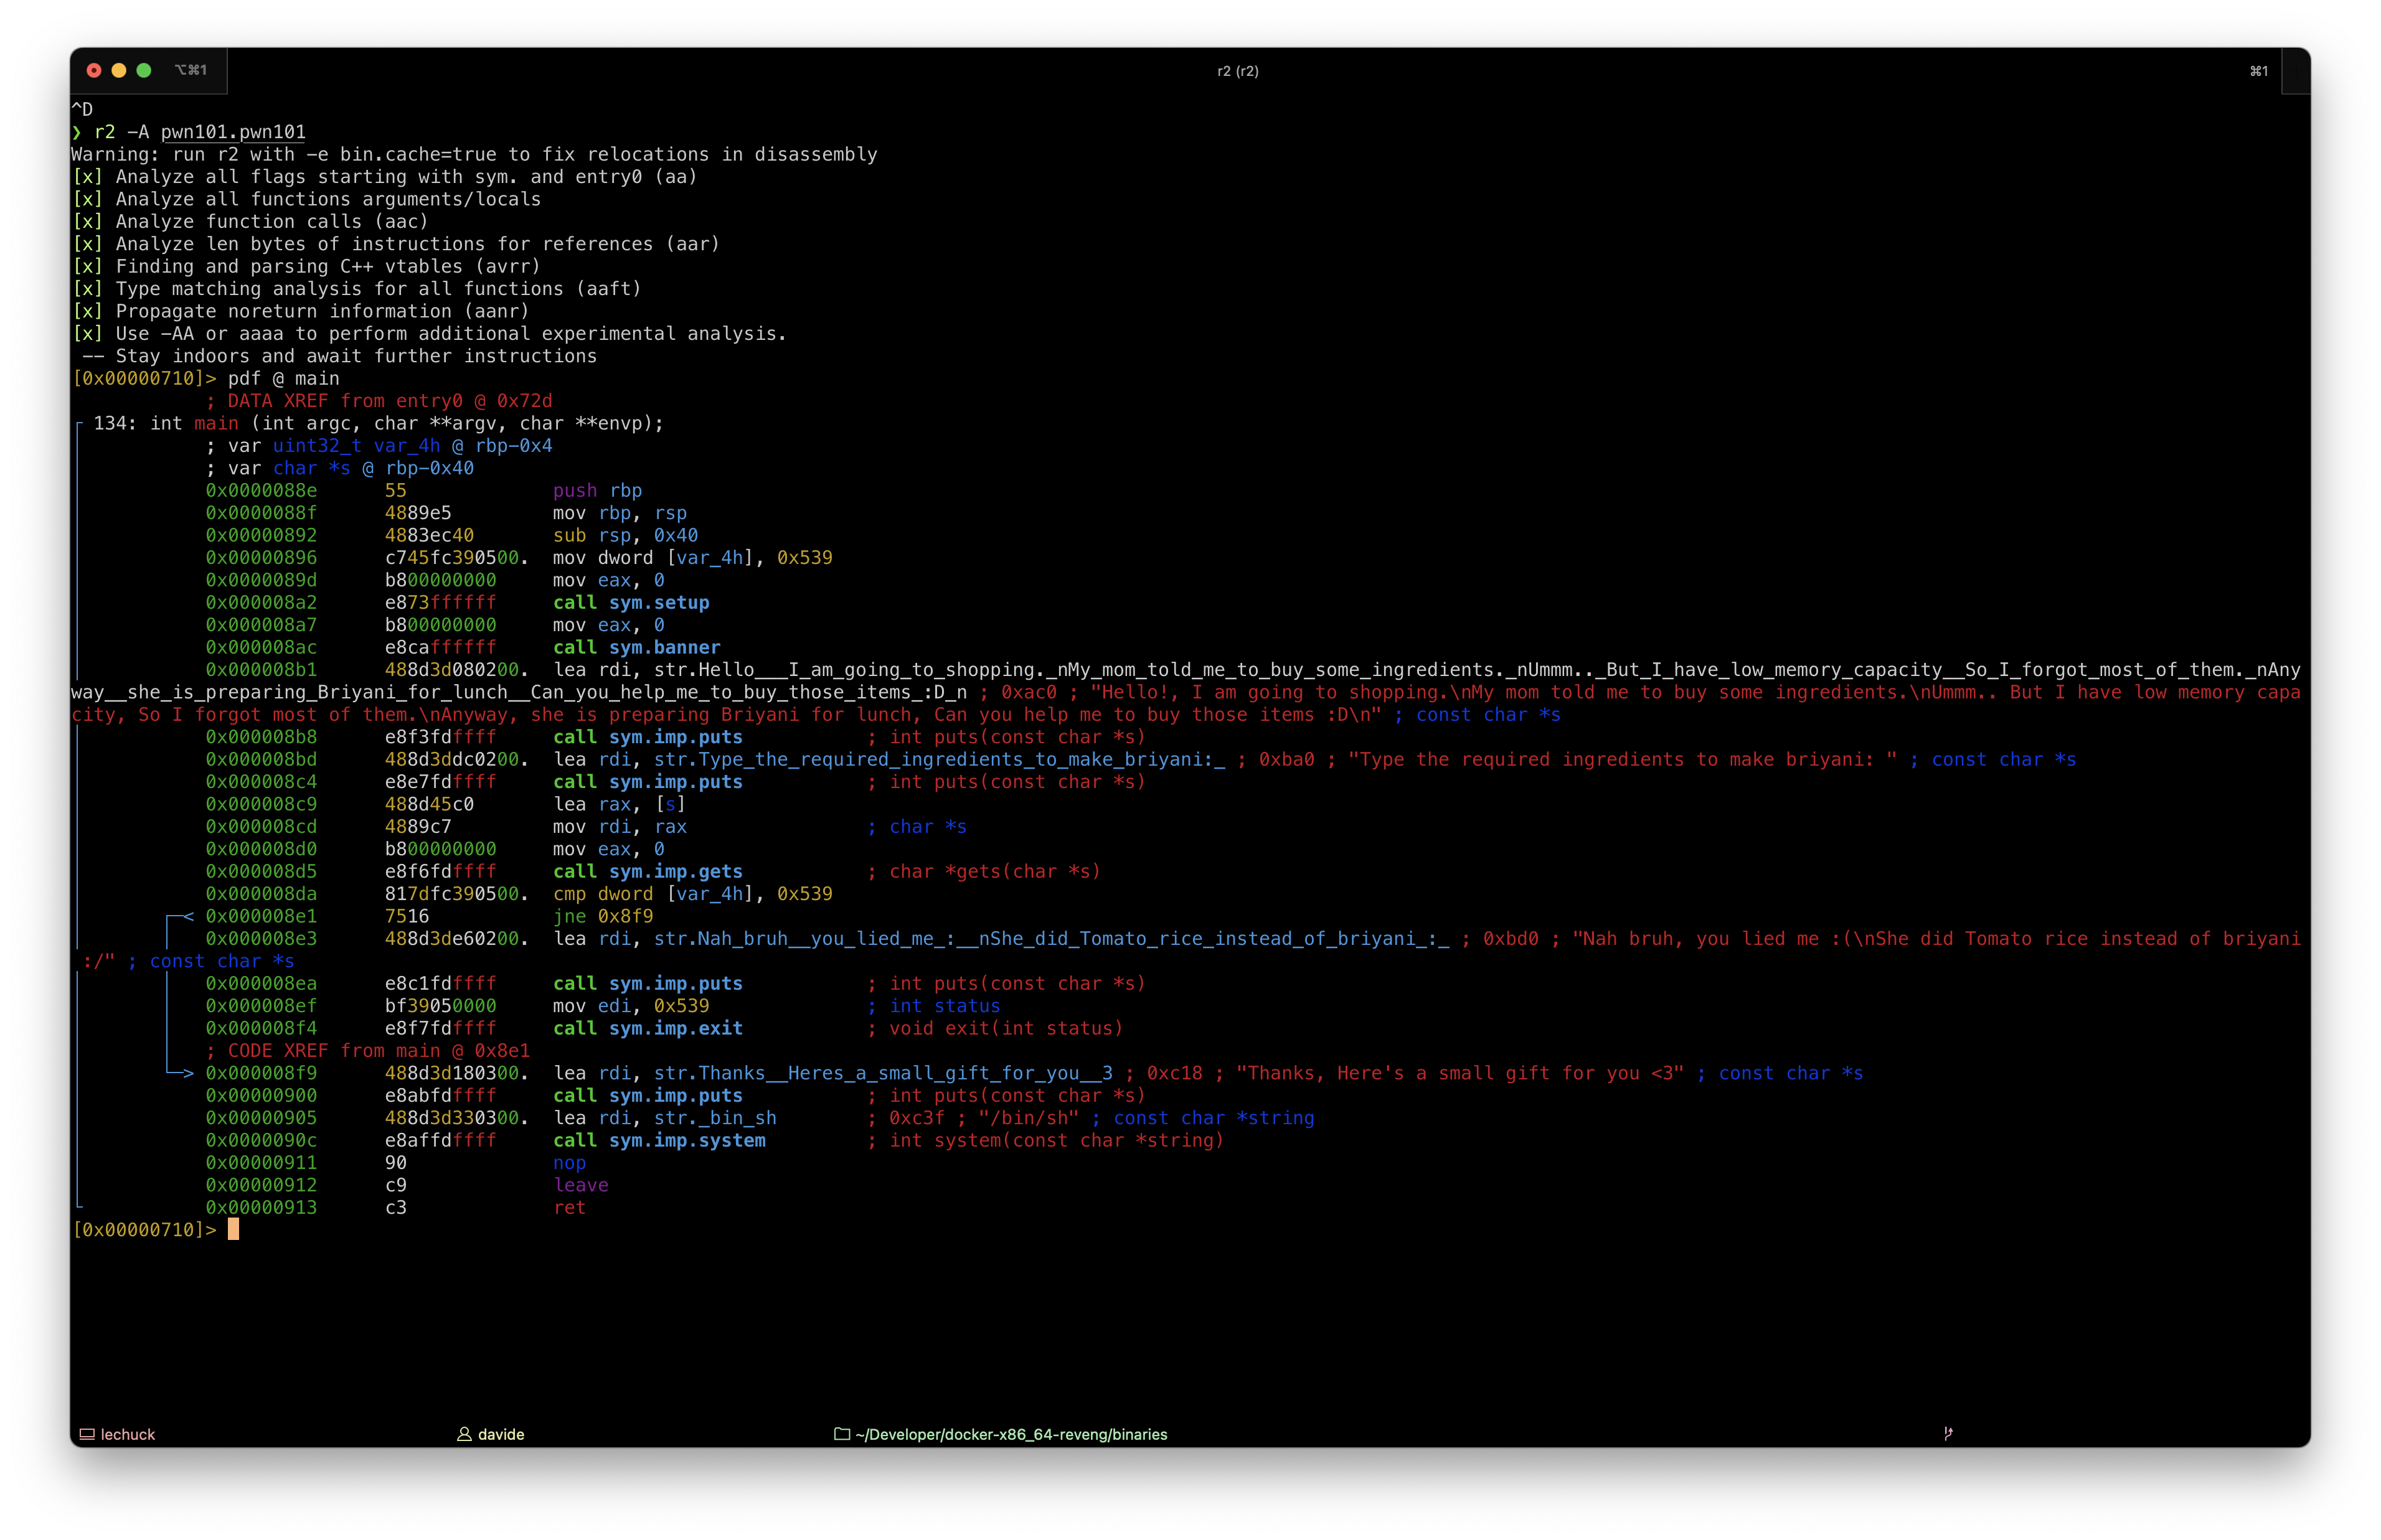 ⌥⌘1
r2 (r2)
⌘1
^D
❯ r2 -A pwn101.pwn101
Warning: run r2 with -e bin.cache=true to fix relocations in disassembly
[x] Analyze all flags starting with sym. and entry0 (aa)
[x] Analyze all functions arguments/locals
[x] Analyze function calls (aac)
[x] Analyze len bytes of instructions for references (aar)
[x] Finding and parsing C++ vtables (avrr)
[x] Type matching analysis for all functions (aaft)
[x] Propagate noreturn information (aanr)
[x] Use -AA or aaaa to perform additional experimental analysis.
 -- Stay indoors and await further instructions
[0x00000710]> pdf @ main
            ; DATA XREF from entry0 @ 0x72d
┌ 134: int main (int argc, char **argv, char **envp);
│           ; var uint32_t var_4h @ rbp-0x4
│           ; var char *s @ rbp-0x40
│           0x0000088e      55             push rbp
│           0x0000088f      4889e5         mov rbp, rsp
│           0x00000892      4883ec40       sub rsp, 0x40
│           0x00000896      c745fc390500.  mov dword [var_4h], 0x539
│           0x0000089d      b800000000     mov eax, 0
│           0x000008a2      e873ffffff     call sym.setup
│           0x000008a7      b800000000     mov eax, 0
│           0x000008ac      e8caffffff     call sym.banner
│           0x000008b1      488d3d080200.  lea rdi, str.Hello___I_am_going_to_shopping._nMy_mom_told_me_to_buy_some_ingredients._nUmmm.._But_I_have_low_memory_capacity__So_I_forgot_most_of_them._nAny
way__she_is_preparing_Briyani_for_lunch__Can_you_help_me_to_buy_those_items_:D_n ; 0xac0 ; "Hello!, I am going to shopping.\nMy mom told me to buy some ingredients.\nUmmm.. But I have low memory capa
city, So I forgot most of them.\nAnyway, she is preparing Briyani for lunch, Can you help me to buy those items :D\n" ; const char *s
│           0x000008b8      e8f3fdffff     call sym.imp.puts           ; int puts(const char *s)
│           0x000008bd      488d3ddc0200.  lea rdi, str.Type_the_required_ingredients_to_make_briyani:_ ; 0xba0 ; "Type the required ingredients to make briyani: " ; const char *s
│           0x000008c4      e8e7fdffff     call sym.imp.puts           ; int puts(const char *s)
│           0x000008c9      488d45c0       lea rax, [s]
│           0x000008cd      4889c7         mov rdi, rax                ; char *s
│           0x000008d0      b800000000     mov eax, 0
│           0x000008d5      e8f6fdffff     call sym.imp.gets           ; char *gets(char *s)
│           0x000008da      817dfc390500.  cmp dword [var_4h], 0x539
│       ┌─< 0x000008e1      7516           jne 0x8f9
│       │   0x000008e3      488d3de60200.  lea rdi, str.Nah_bruh__you_lied_me_:__nShe_did_Tomato_rice_instead_of_briyani_:_ ; 0xbd0 ; "Nah bruh, you lied me :(\nShe did Tomato rice instead of briyani
 :/" ; const char *s
│       │   0x000008ea      e8c1fdffff     call sym.imp.puts           ; int puts(const char *s)
│       │   0x000008ef      bf39050000     mov edi, 0x539              ; int status
│       │   0x000008f4      e8f7fdffff     call sym.imp.exit           ; void exit(int status)
│       │   ; CODE XREF from main @ 0x8e1
│       └─> 0x000008f9      488d3d180300.  lea rdi, str.Thanks__Heres_a_small_gift_for_you__3 ; 0xc18 ; "Thanks, Here's a small gift for you <3" ; const char *s
│           0x00000900      e8abfdffff     call sym.imp.puts           ; int puts(const char *s)
│           0x00000905      488d3d330300.  lea rdi, str._bin_sh        ; 0xc3f ; "/bin/sh" ; const char *string
│           0x0000090c      e8affdffff     call sym.imp.system         ; int system(const char *string)
│           0x00000911      90             nop
│           0x00000912      c9             leave
└           0x00000913      c3             ret
[0x00000710]>
lechuck
davide
~/Developer/docker-x86_64-reveng/binaries